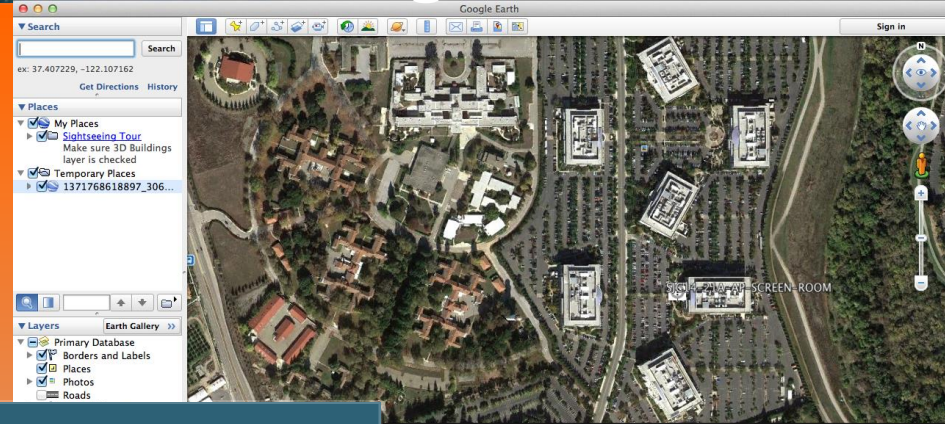 Google Earth
Search
Sign in
Search
ex: 37.407229, -122.107162
Get Directions History
Places
My Places
Sightseeing Tour
Make sure 3D Buildings
layer is checked
Temporary Places
1371768618897_306...
Layers
Earth Gallery >>
Primary Database
Borders and Labels
Places
Photos
Roads
N